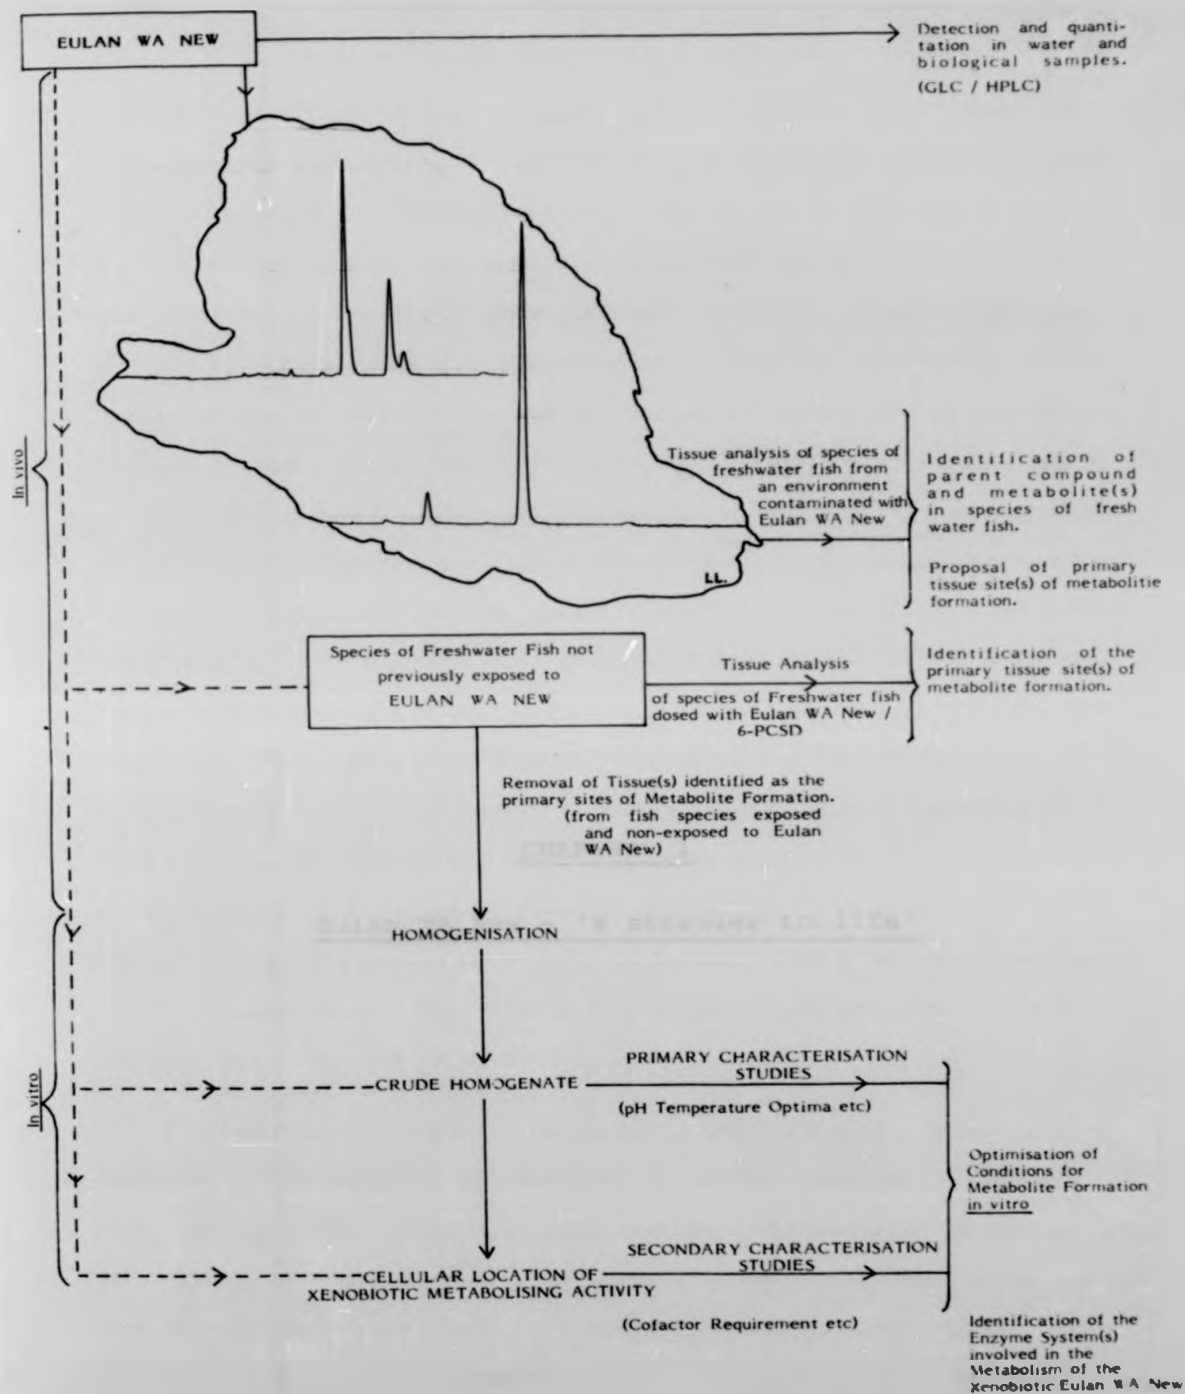 EULAN WA NEW
Detection and quanti-
tation in water and
biological samples.
(GLC / HPLC)
In vivo
Tissue analysis of species of
freshwater fish from
an environment
contaminated with
Eulan WA New
Identification of
parent compound
and metabolite(s)
in species of fresh
water fish.
Proposal of primary
tissue site(s) of metabolitie
formation.
LL.
Species of Freshwater Fish not
previously exposed to
EULAN WA NEW
Tissue Analysis
of species of Freshwater fish
dosed with Eulan WA New /
6-PCSD
Identification of the
primary tissue site(s) of
metabolite formation.
Removal of Tissue(s) identified as the
primary sites of Metabolite Formation.
(from fish species exposed
and non-exposed to Eulan
WA New)
HOMOGENISATION
In vitro
CRUDE HOMOGENATE
PRIMARY CHARACTERISATION
STUDIES
(pH Temperature Optima etc)
Optimisation of
Conditions for
Metabolite Formation
in vitro
CELLULAR LOCATION OF
XENOBIOTIC METABOLISING ACTIVITY
SECONDARY CHARACTERISATION
STUDIES
(Cofactor Requirement etc)
Identification of the
Enzyme System(s)
involved in the
Metabolism of the
Xenobiotic Eulan WA New